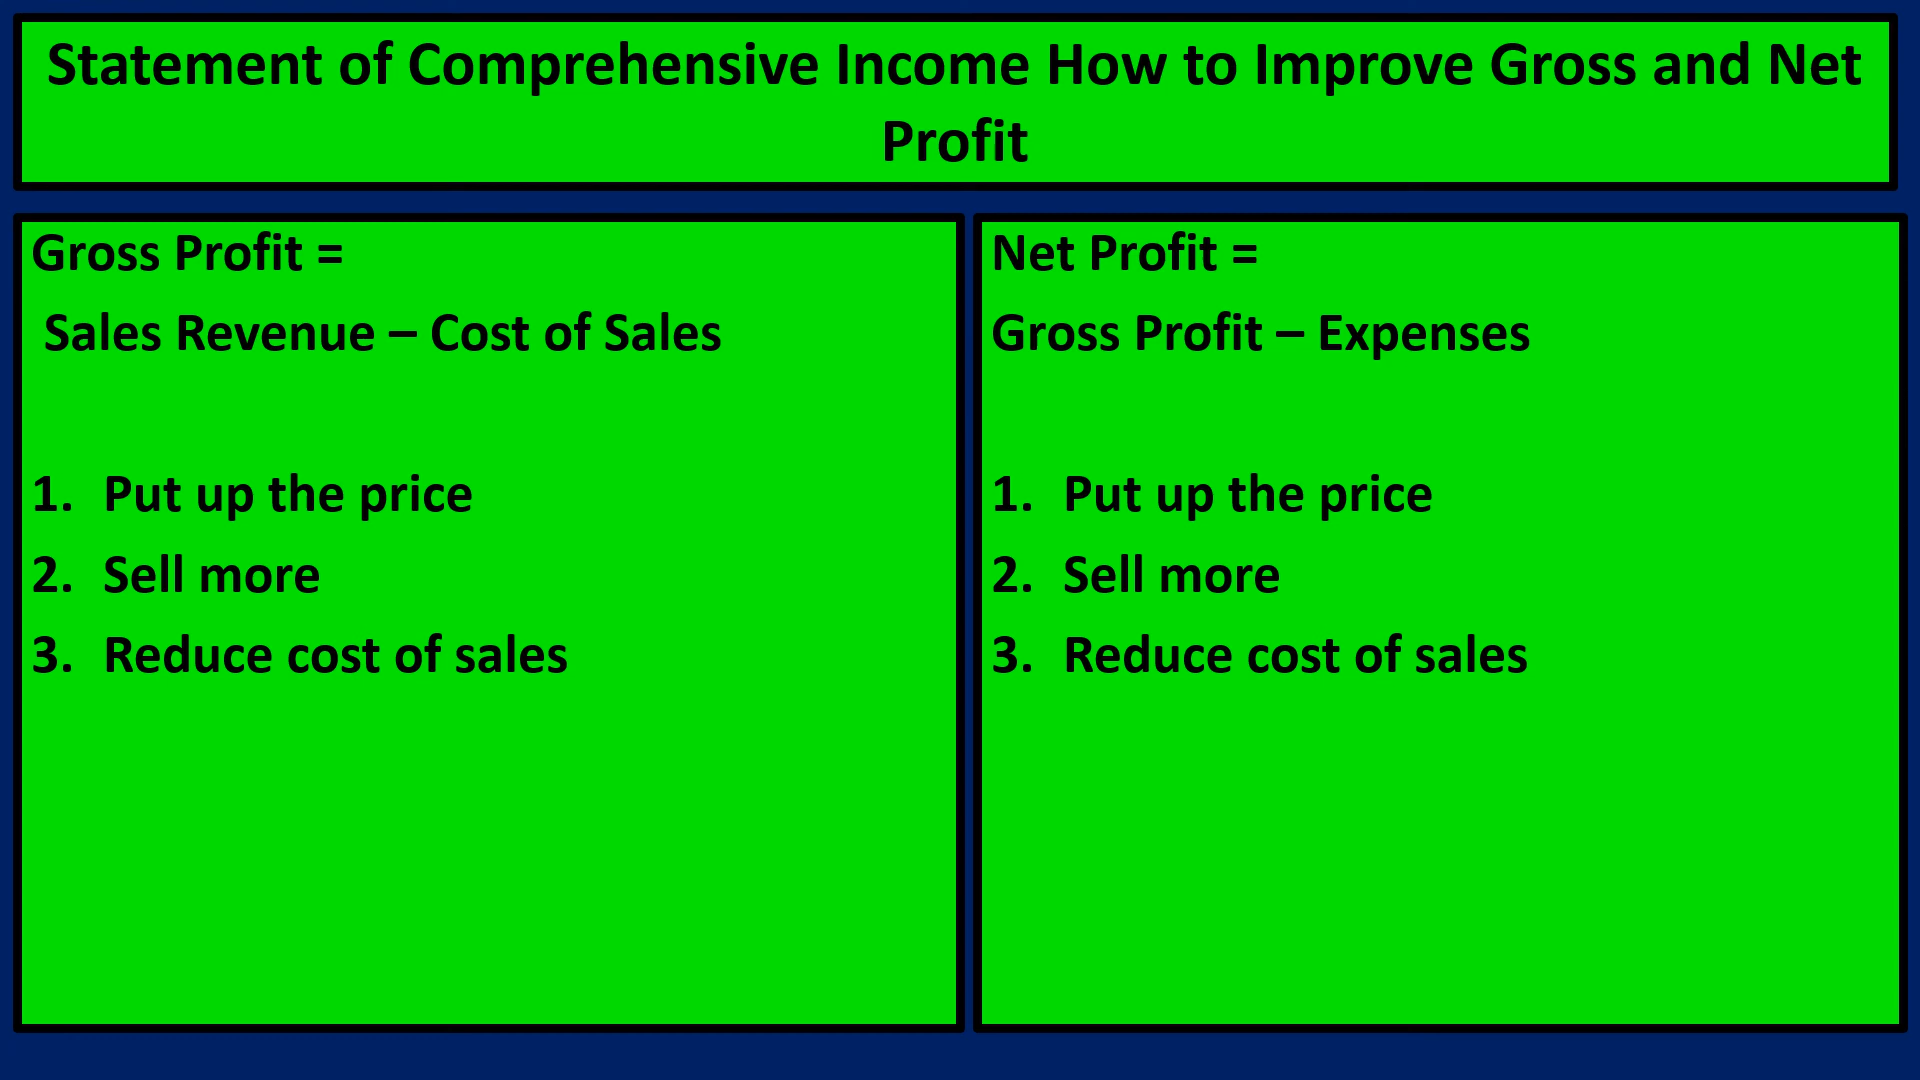 Statement of Comprehensive Income How to Improve Gross and Net
Profit
Gross Profit =
Sales Revenue – Cost of Sales
1. Put up the price
2. Sell more
3. Reduce cost of sales
Net Profit =
Gross Profit – Expenses
1. Put up the price
2. Sell more
3. Reduce cost of sales